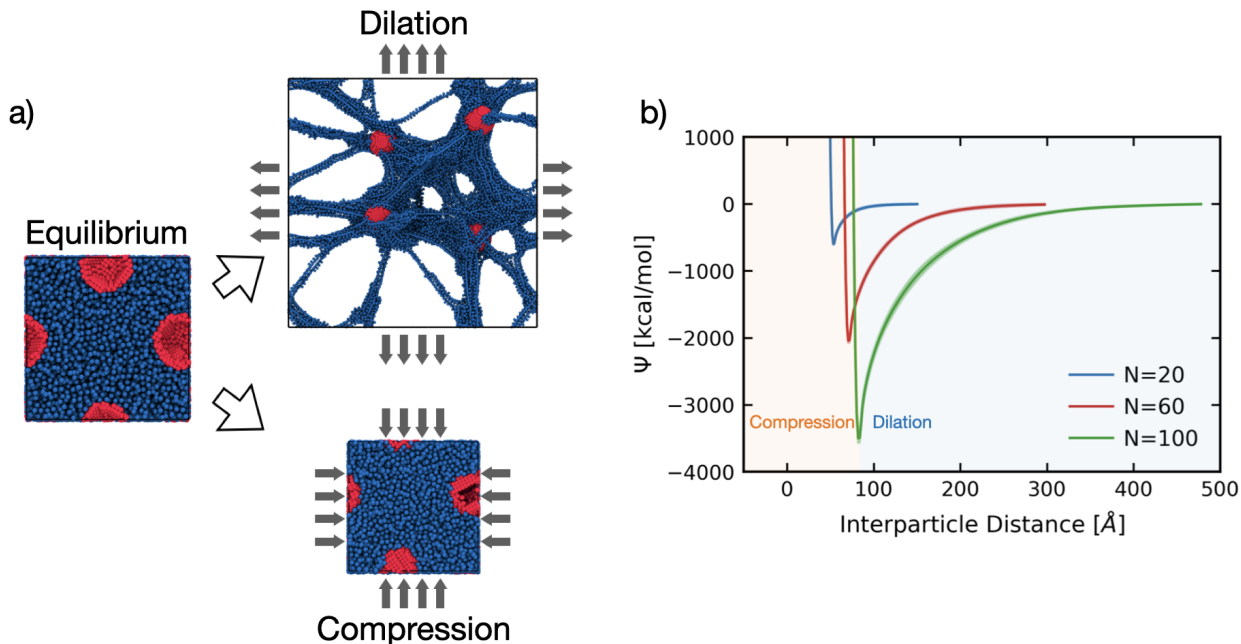 a)
Dilation
Equilibrium
Compression
b)
Ψ [kcal/mol]
1000
0
−1000
−2000
−3000
−4000
Compression
Dilation
N=20
N=60
N=100
0
100
200
300
400
500
Interparticle Distance [Å]